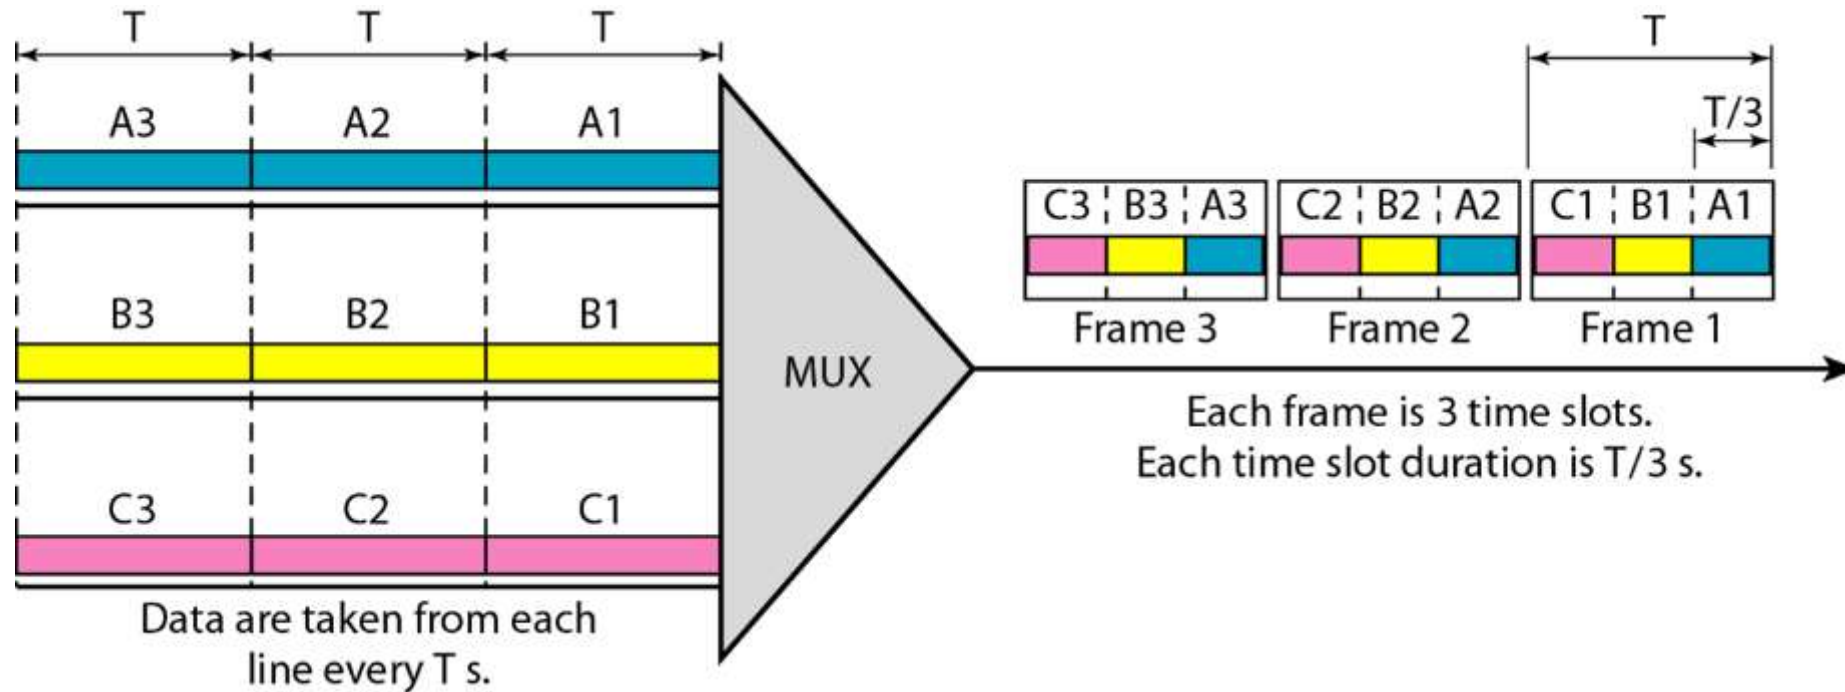 T T T
T
T/3
A3 A2 A1
C3 B3 A3 C2 B2 A2 C1 B1 A1
B3 B2 B1
Frame 3 Frame 2 Frame 1
MUX
Each frame is 3 time slots.
Each time slot duration is T/3 s.
C3 C2 C1
Data are taken from each
line every T s.